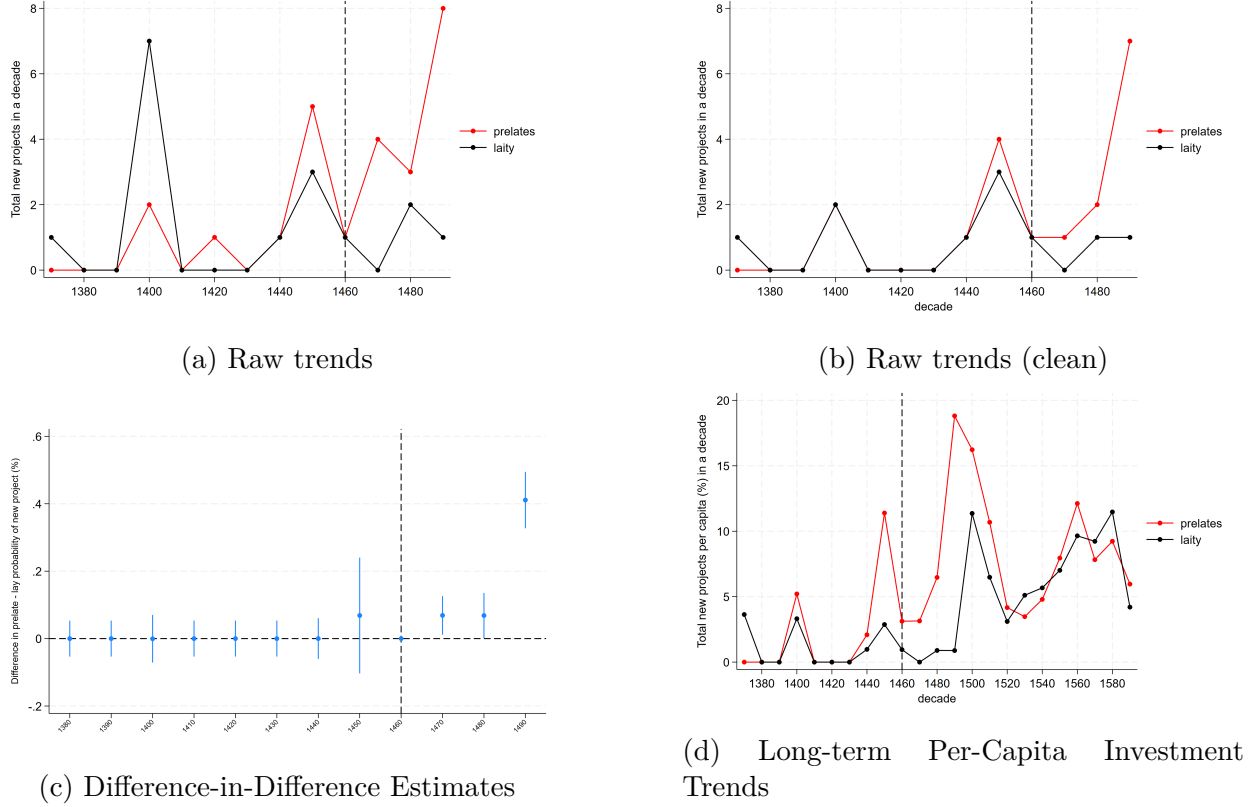 Total new projects in a decade
8
6
4
2
0
1380 1400 1420 1440 1460 1480
prelates
laity
(a) Raw trends
Total new projects in a decade
8
6
4
2
0
1380 1400 1420 1440 1460 1480
decade
prelates
laity
(b) Raw trends (clean)
Difference in prelate - lay probability of new project (%)
.6
.4
.2
0
-.2
1380 1390 1400 1410 1420 1430 1440 1450 1460 1470 1480 1490
(c) Difference-in-Difference Estimates
Total new projects per capita (%) in a decade
20
15
10
5
0
1380 1400 1420 1440 1460 1480 1500 1520 1540 1560 1580
decade
prelates
laity
(d) Long-term Per-Capita Investment
Trends